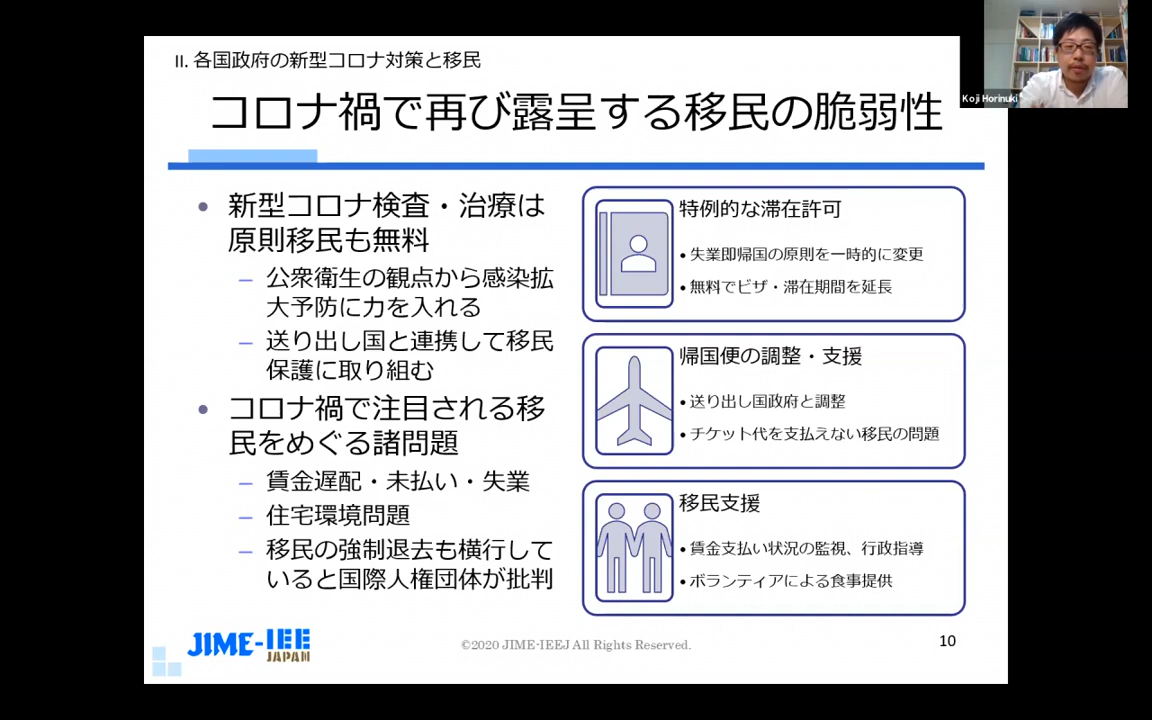 II. 各国政府の新型コロナ対策と移民
コロナ禍で再び露呈する移民の脆弱性
• 新型コロナ検査・治療は
原則移民も無料
– 公衆衛生の観点から感染拡
大予防に力を入れる
– 送り出し国と連携して移民
保護に取り組む
• コロナ禍で注目される移
民をめぐる諸問題
– 賃金遅配・未払い・失業
– 住宅環境問題
– 移民の強制退去も横行して
いると国際人権団体が批判
特例的な滞在許可
•失業即帰国の原則を一時的に変更
•無料でビザ・滞在期間を延長
帰国便の調整・支援
•送り出し国政府と調整
•チケット代を支払えない移民の問題
移民支援
•賃金支払い状況の監視、行政指導
•ボランティアによる食事提供
JIME-IEE
JAPAN
©2020 JIME-IEEJ All Rights Reserved.
10
Koji Horinuki